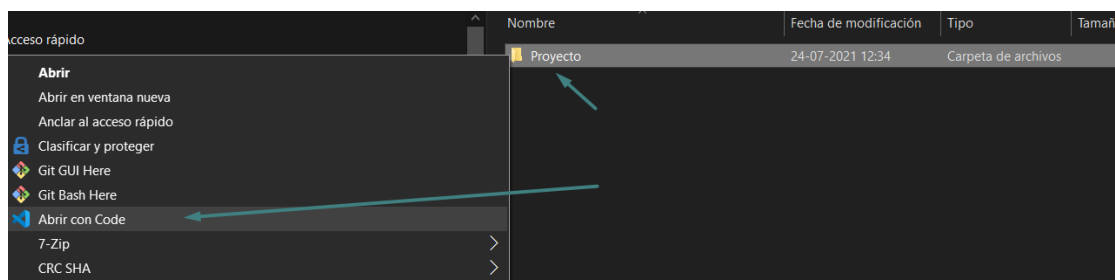 Nombre Fecha de modificación Tipo Tamañ
cceso rápido
Proyecto 24-07-2021 12:34 Carpeta de archivos
Abrir
Abrir en ventana nueva
Anclar al acceso rápido
Clasificar y proteger
Git GUI Here
Git Bash Here
Abrir con Code
7-Zip
CRC SHA